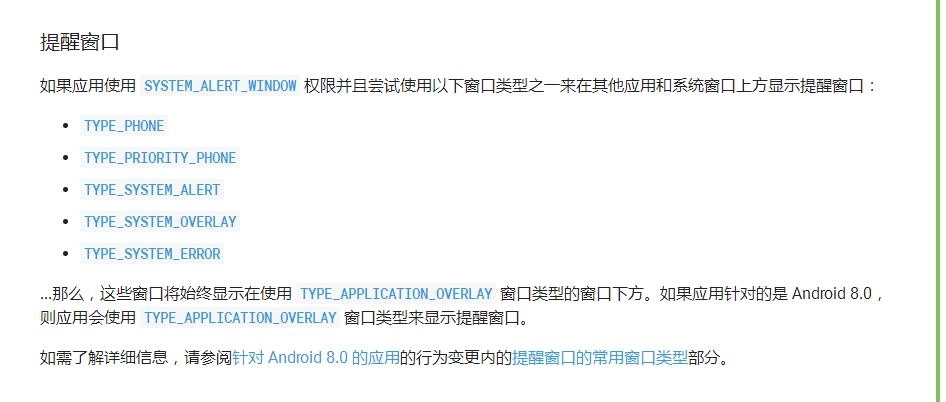 提醒窗口
如果应用使用 SYSTEM_ALERT_WINDOW 权限并且尝试使用以下窗口类型之一来在其他应用和系统窗口上方显示提醒窗口：
• TYPE_PHONE
• TYPE_PRIORITY_PHONE
• TYPE_SYSTEM_ALERT
• TYPE_SYSTEM_OVERLAY
• TYPE_SYSTEM_ERROR
...那么，这些窗口将始终显示在使用 TYPE_APPLICATION_OVERLAY 窗口类型的窗口下方。如果应用针对的是 Android 8.0，
则应用会使用 TYPE_APPLICATION_OVERLAY 窗口类型来显示提醒窗口。
如需了解详细信息，请参阅针对 Android 8.0 的应用的行为变更内的提醒窗口的常用窗口类型部分。